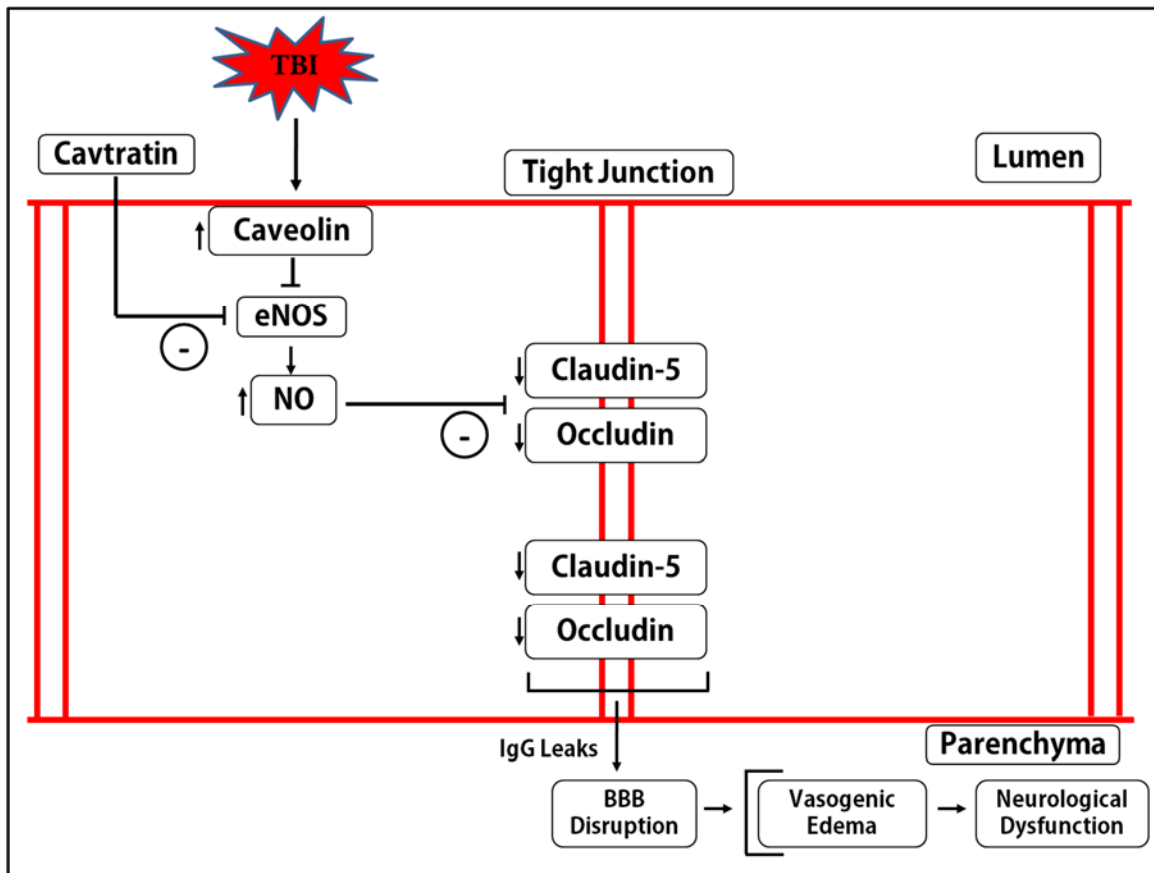 TBI
Cavtratin
Tight Junction
Lumen
Caveolin
eNOS
-
NO
-
Claudin-5
Occludin
Claudin-5
Occludin
IgG Leaks
Parenchyma
BBB
Disruption
Vasogenic
Edema
Neurological
Dysfunction